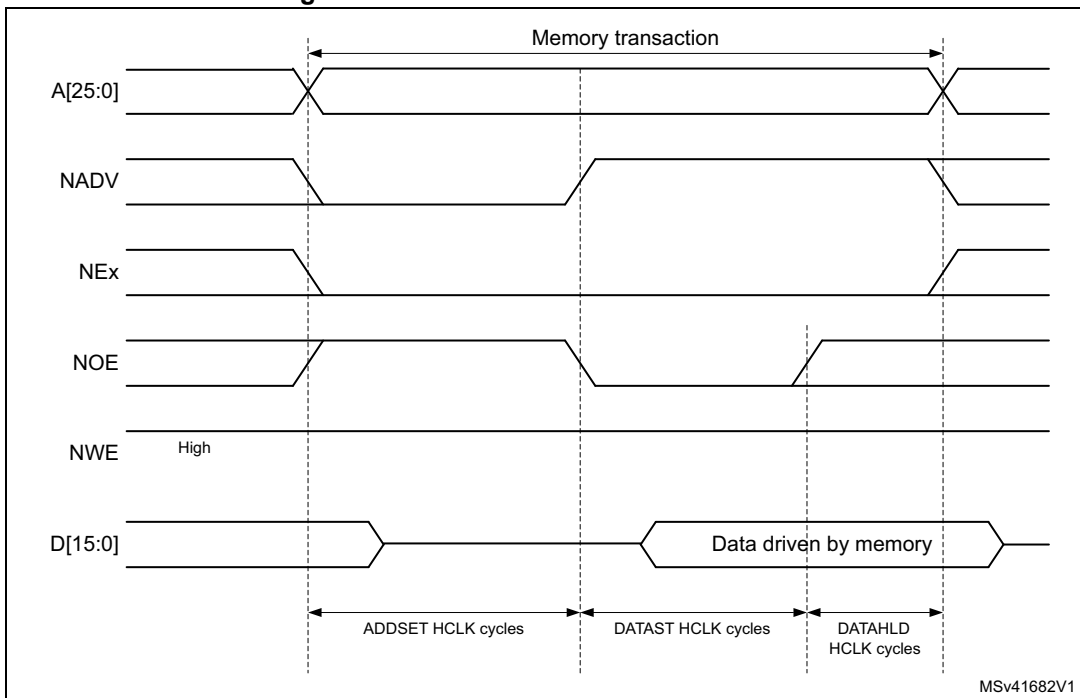 Memory transaction
A[25:0]
NADV
NEx
NOE
NWE High
D[15:0] Data driven by memory
ADDSET HCLK cycles DATAST HCLK cycles DATAHLD
HCLK cycles
MSv41682V1